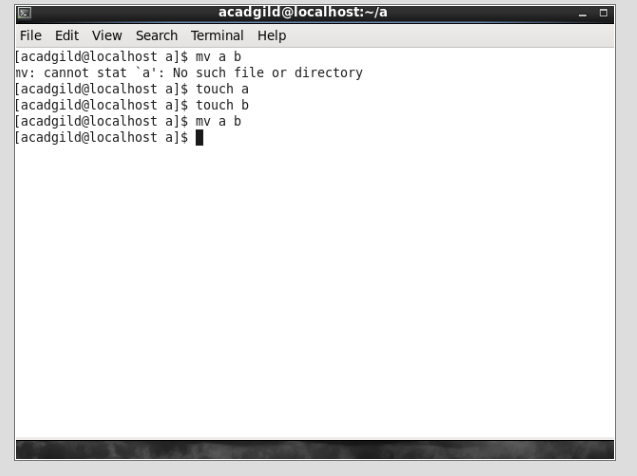 acadgild@localhost:~/a
File Edit View Search Terminal Help
[acadgild@localhost a]$ mv a b
mv: cannot stat `a': No such file or directory
[acadgild@localhost a]$ touch a
[acadgild@localhost a]$ touch b
[acadgild@localhost a]$ mv a b
[acadgild@localhost a]$